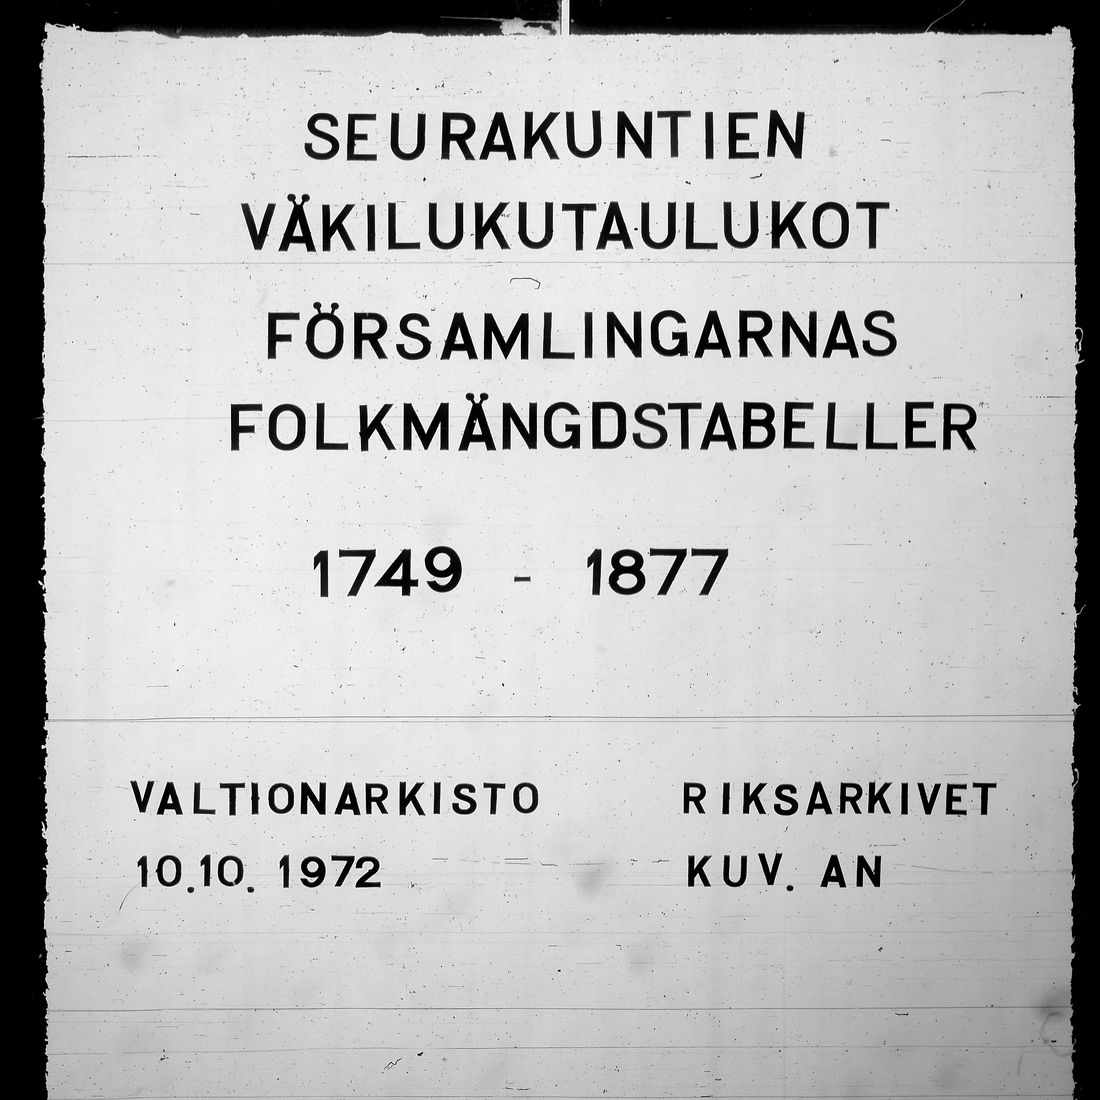 SEURAKUNTIEN
VÄKILUKUTAULUKOT
FÖRSAMLINGARNAS
FOLKMÄNGDSTABELLER
1749 - 1877
VALTIONARKISTO RIKSARKIVET
10.10. 1972 KUV. AN